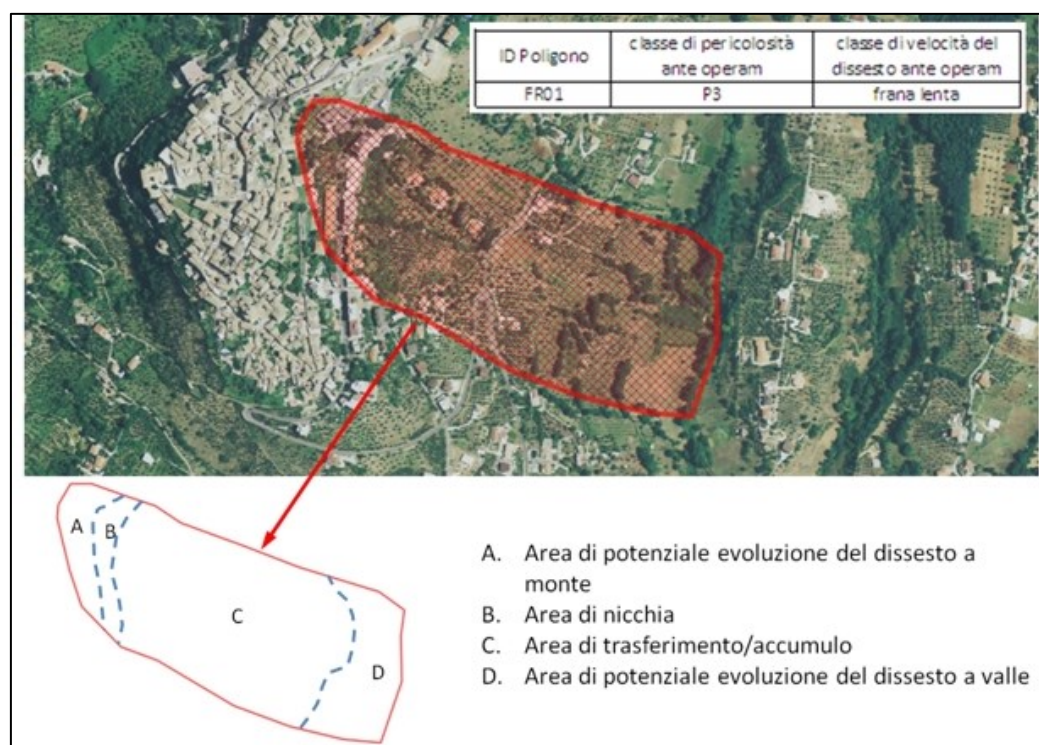 ID Poligono
classe di pericolosità
ante operam
classe di velocità del
dissesto ante operam
FR01
P3
frana lenta
A
B
C
D
A. Area di potenziale evoluzione del dissesto a
monte
B. Area di nicchia
C. Area di trasferimento/accumulo
D. Area di potenziale evoluzione del dissesto a valle